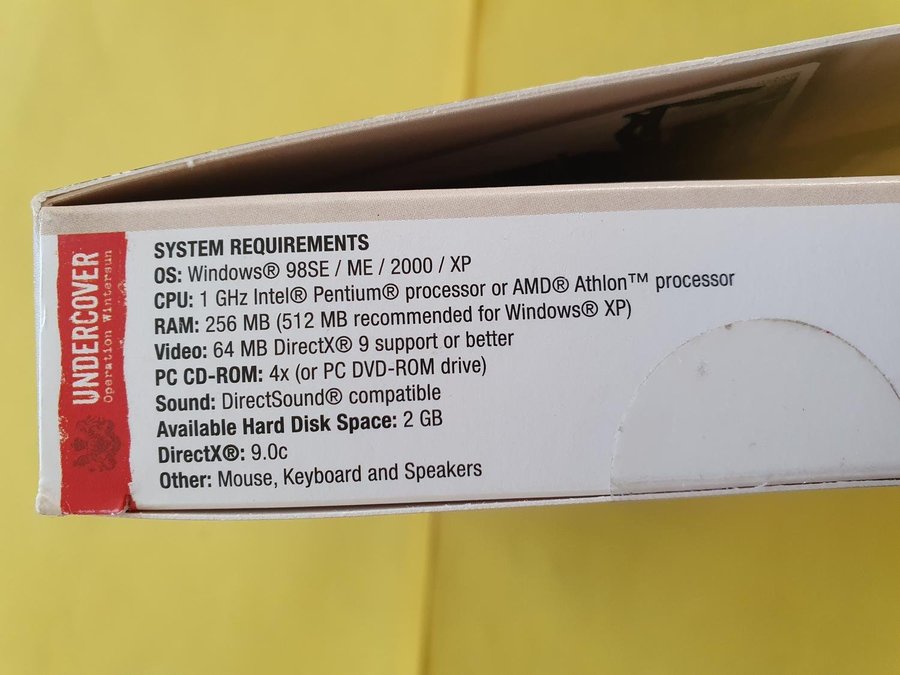 UNDERCOVER
Operation Wintersun
SYSTEM REQUIREMENTS
OS: Windows® 98SE / ME / 2000 / XP
CPU: 1 GHz Intel® Pentium® processor or AMD® Athlon™ processor
RAM: 256 MB (512 MB recommended for Windows® XP)
Video: 64 MB DirectX® 9 support or better
PC CD-ROM: 4x (or PC DVD-ROM drive)
Sound: DirectSound® compatible
Available Hard Disk Space: 2 GB
DirectX®: 9.0c
Other: Mouse, Keyboard and Speakers